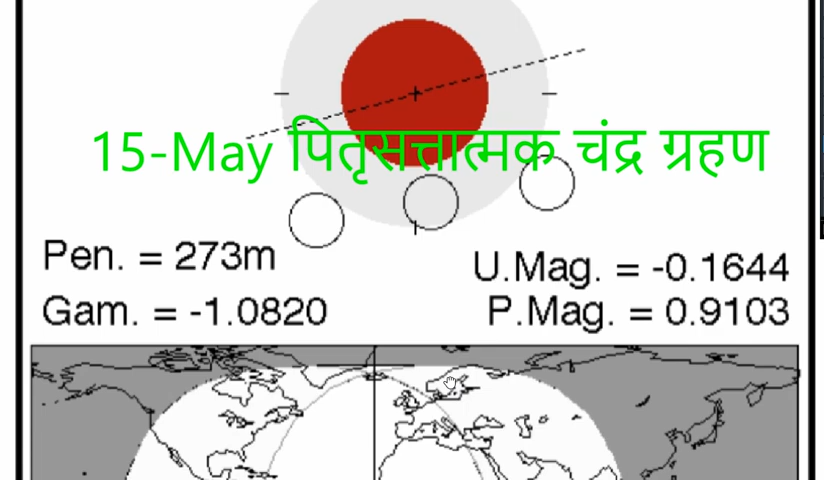 15-May पितृसत्तात्मक चंद्र ग्रहण
Pen. = 273m
U.Mag. = -0.1644
Gam. = -1.0820
P.Mag. = 0.9103